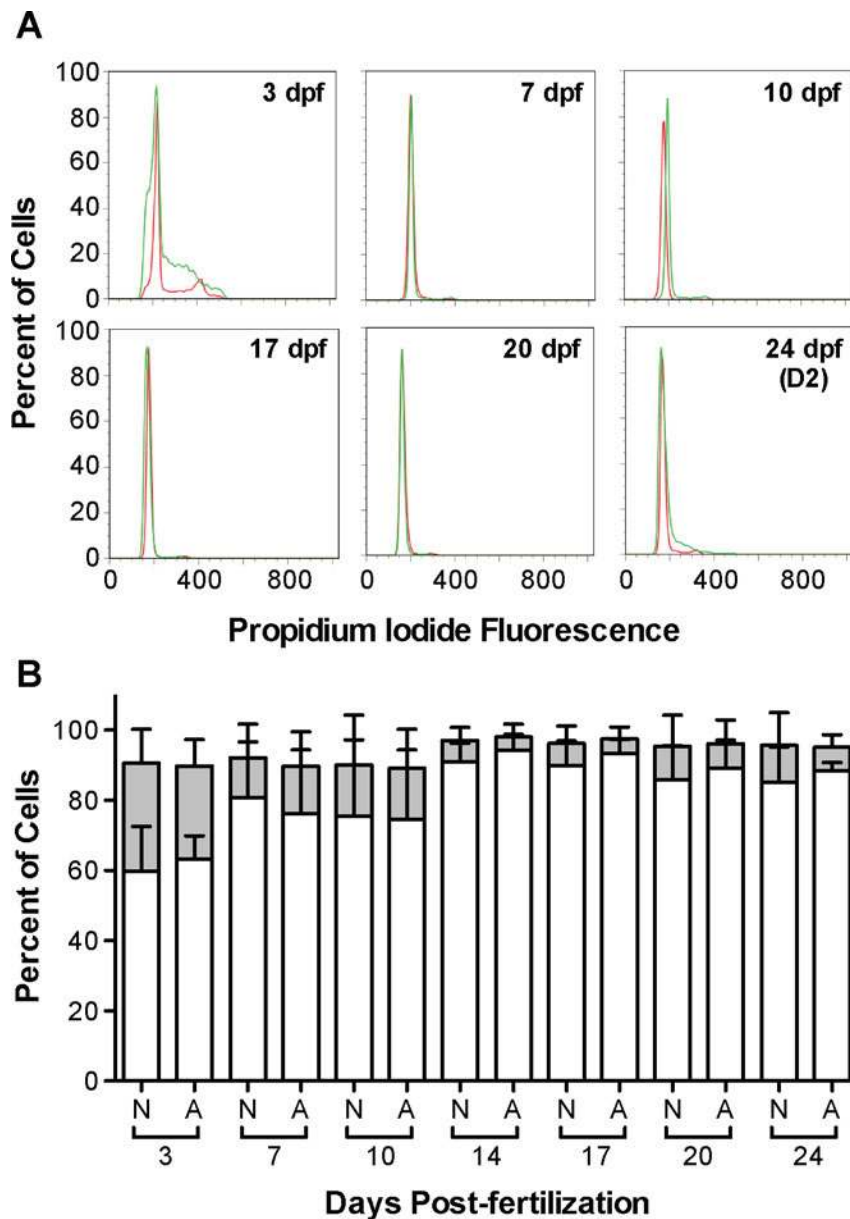 A
Percent of Cells
100
80
60
40
20
0
3 dpf
7 dpf
10 dpf
100
80
60
40
20
0
17 dpf
20 dpf
24 dpf
(D2)
0 400 800 0 400 800 0 400 800
Propidium Iodide Fluorescence
B
Percent of Cells
100
80
60
40
20
0
N A N A N A N A N A N A N A
3 7 10 14 17 20 24
Days Post-fertilization